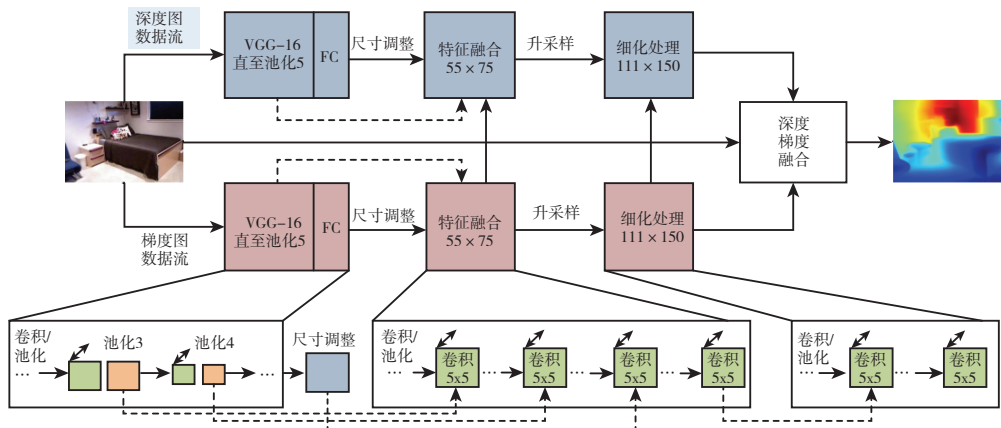 深度图
数据流
VGG-16
直至池化5
FC
尺寸调整
特征融合
55×75
升采样
细化处理
111×150
深度
梯度
融合
梯度图
数据流
VGG-16
直至池化5
FC
尺寸调整
特征融合
55×75
升采样
细化处理
111×150
卷积/
池化
池化3
池化4
...
...
尺寸调整
卷积/
池化
...
卷积
5x5
...
卷积
5x5
...
卷积
5x5
...
卷积
5x5
卷积/
池化
...
卷积
5x5
...
卷积
5x5